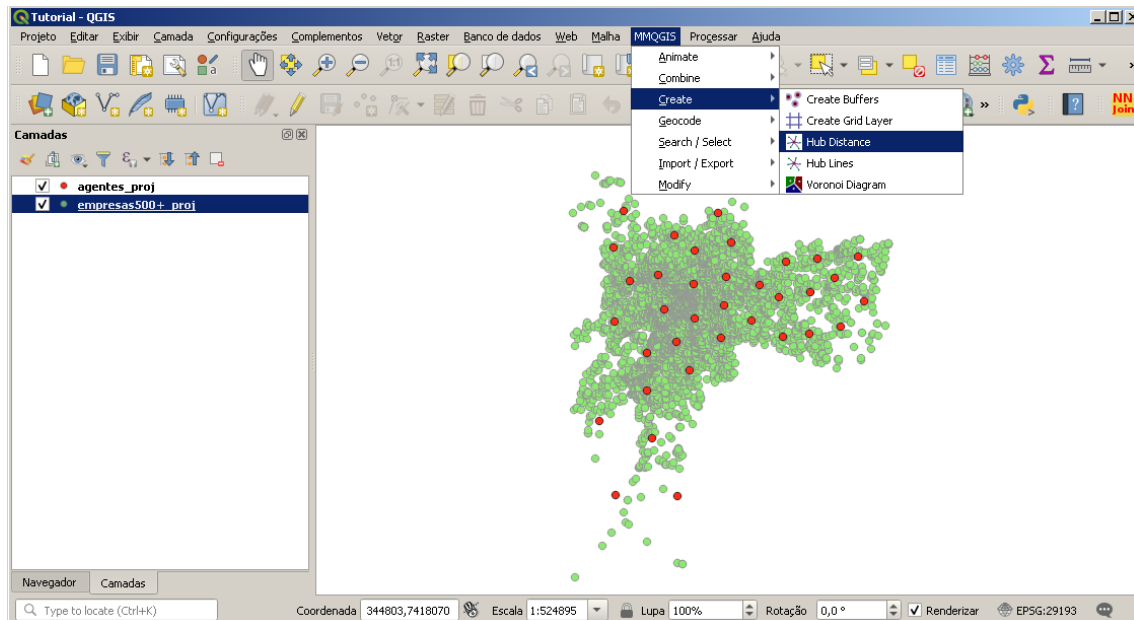 Tutorial - QGIS
Projeto Editar Exibir Camada Configurações Complementos Vetor Raster Banco de dados Web Malha MMQGIS Processar Ajuda
Animate
Combine
Create
Geocode
Search / Select
Import / Export
Modify
Create Buffers
Create Grid Layer
Hub Distance
Hub Lines
Voronoi Diagram
NN
Join
Camadas
agentes_proj
empresas500+_proj
Navegador Camadas
Type to locate (Ctrl+K) Coordenada 344803,7418070 Escala 1:524895 Lupa 100% Rotação 0,0 ° Renderizar EPSG:29193